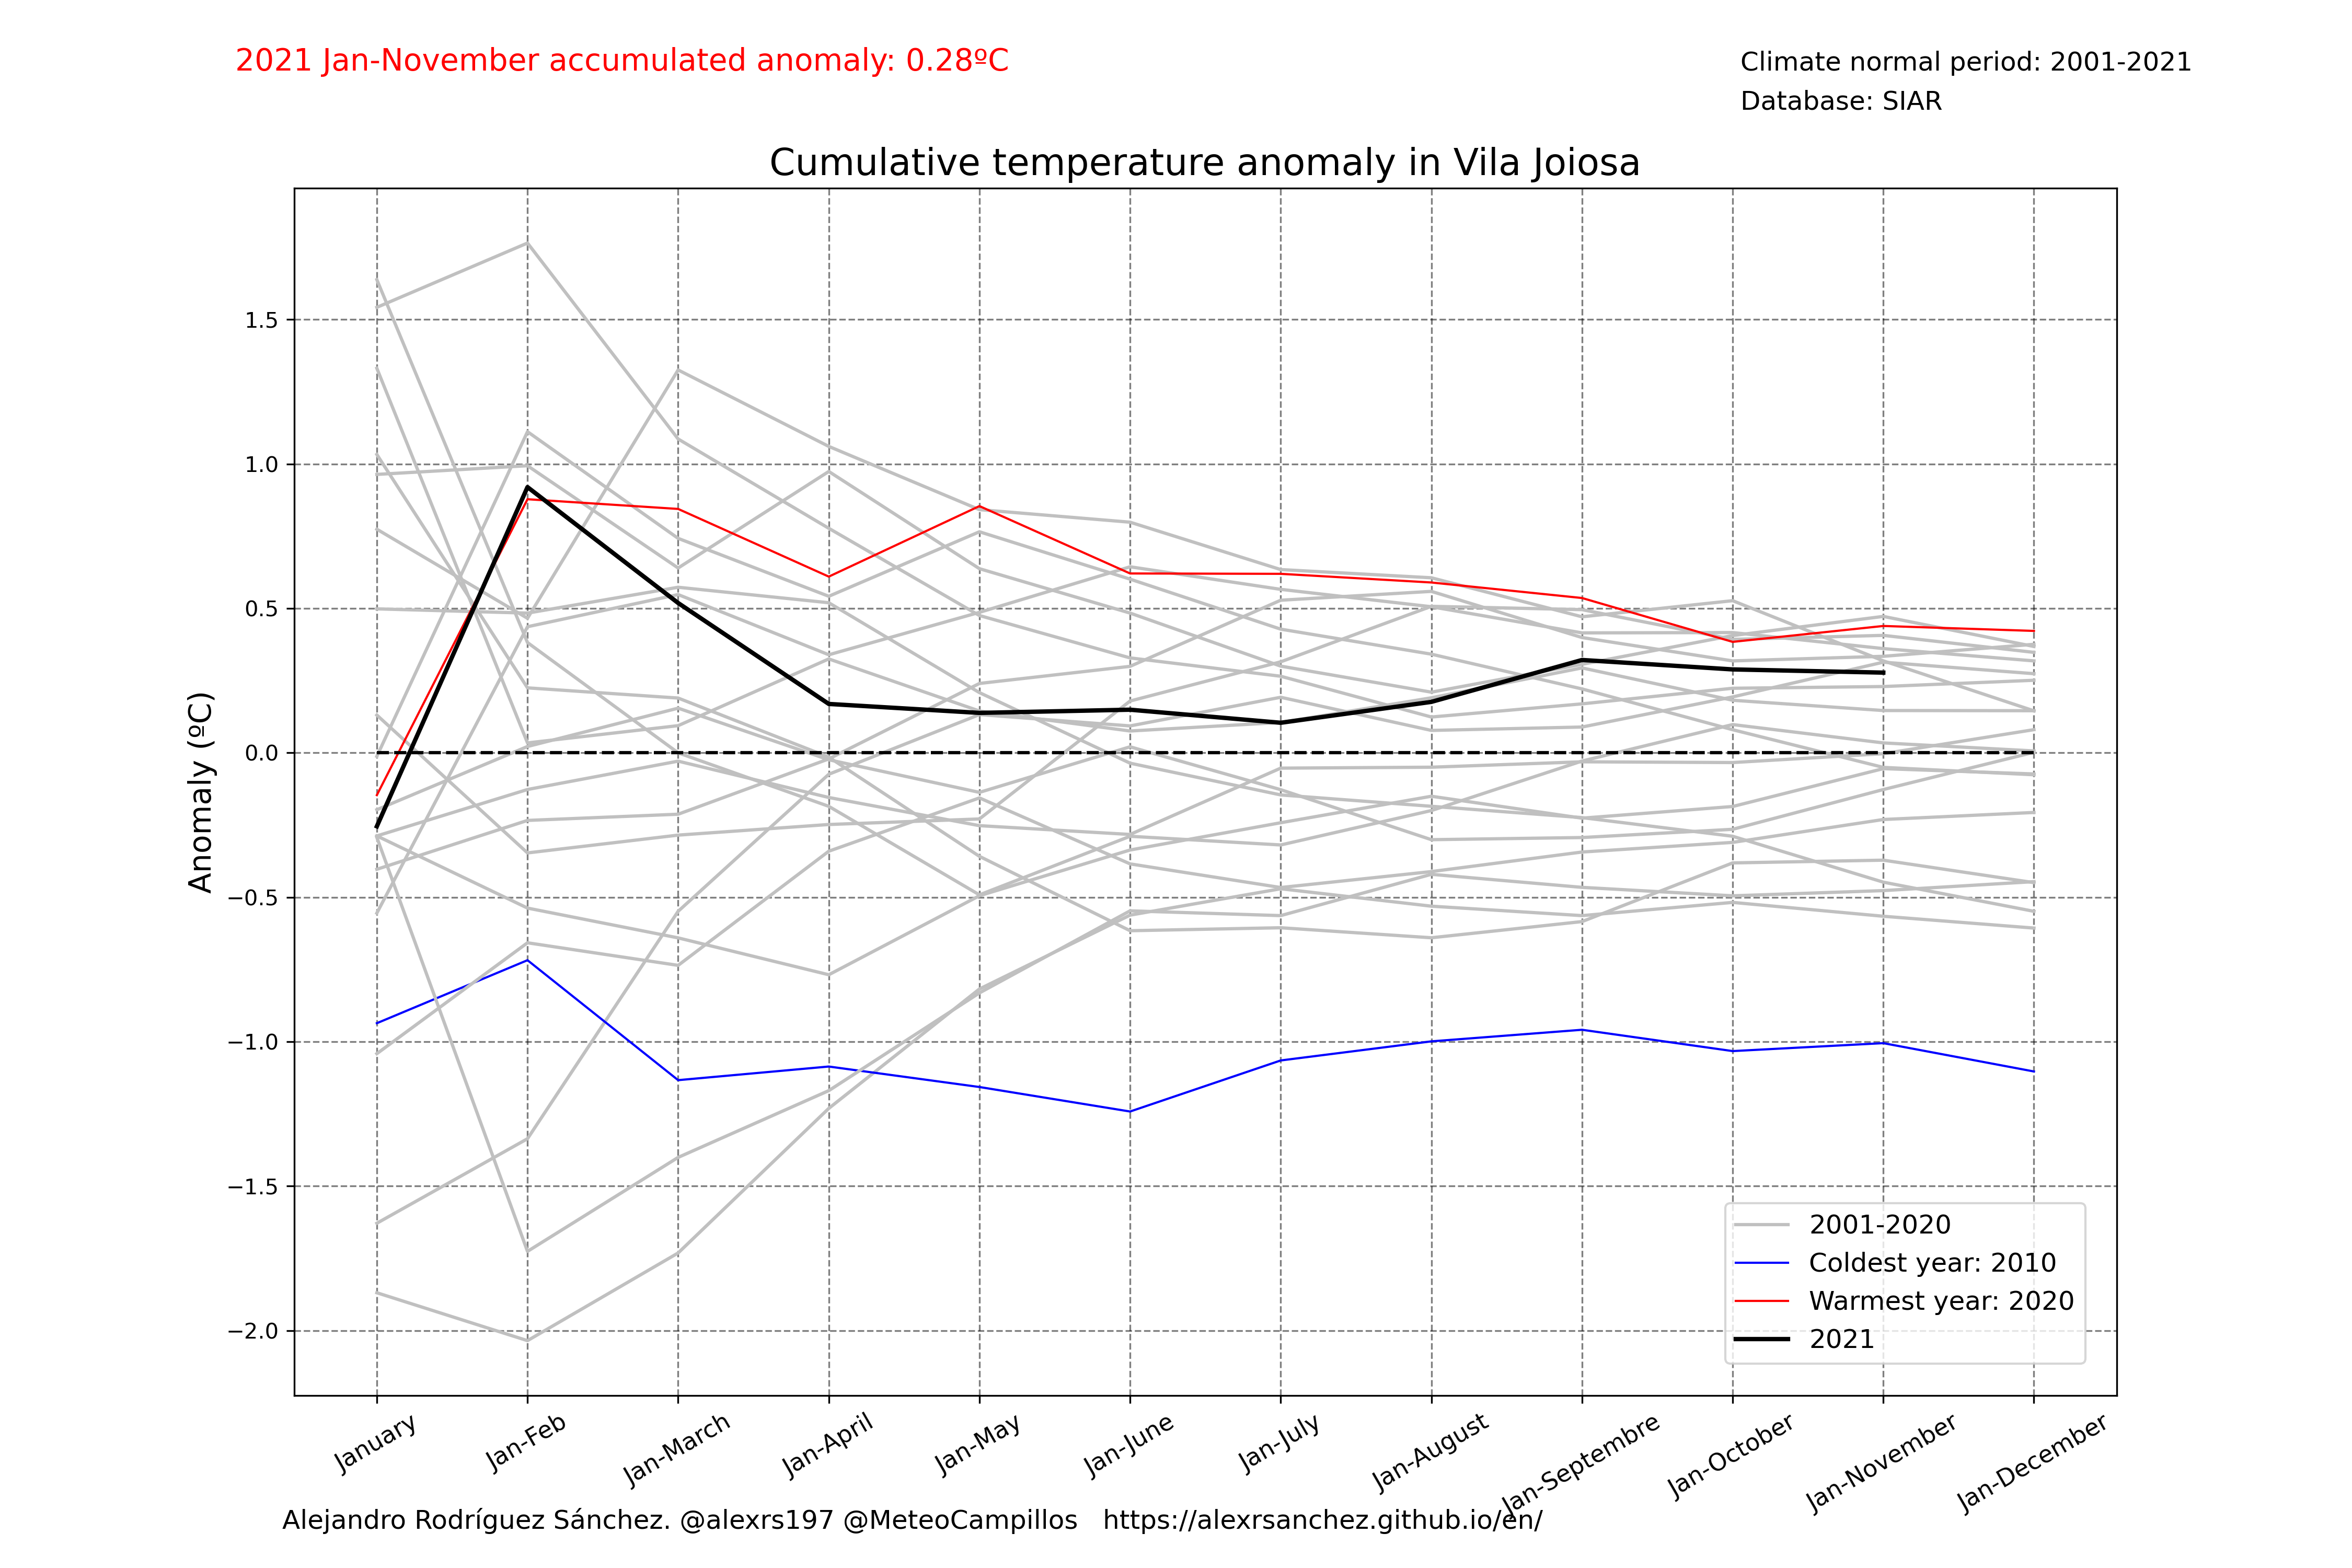 2021 Jan-November accumulated anomaly: 0.28ºC
Climate normal period: 2001-2021
Database: SIAR
Cumulative temperature anomaly in Vila Joiosa
Anomaly (ºC)
1.5
1.0
0.5
0.0
−0.5
−1.0
−1.5
−2.0
2001-2020
Coldest year: 2010
Warmest year: 2020
2021
January
Jan-Feb
Jan-March
Jan-April
Jan-May
Jan-June
Jan-July
Jan-August
Jan-Septembre
Jan-October
Jan-November
Jan-December
Alejandro Rodríguez Sánchez. @alexrs197 @MeteoCampillos https://alexrsanchez.github.io/en/